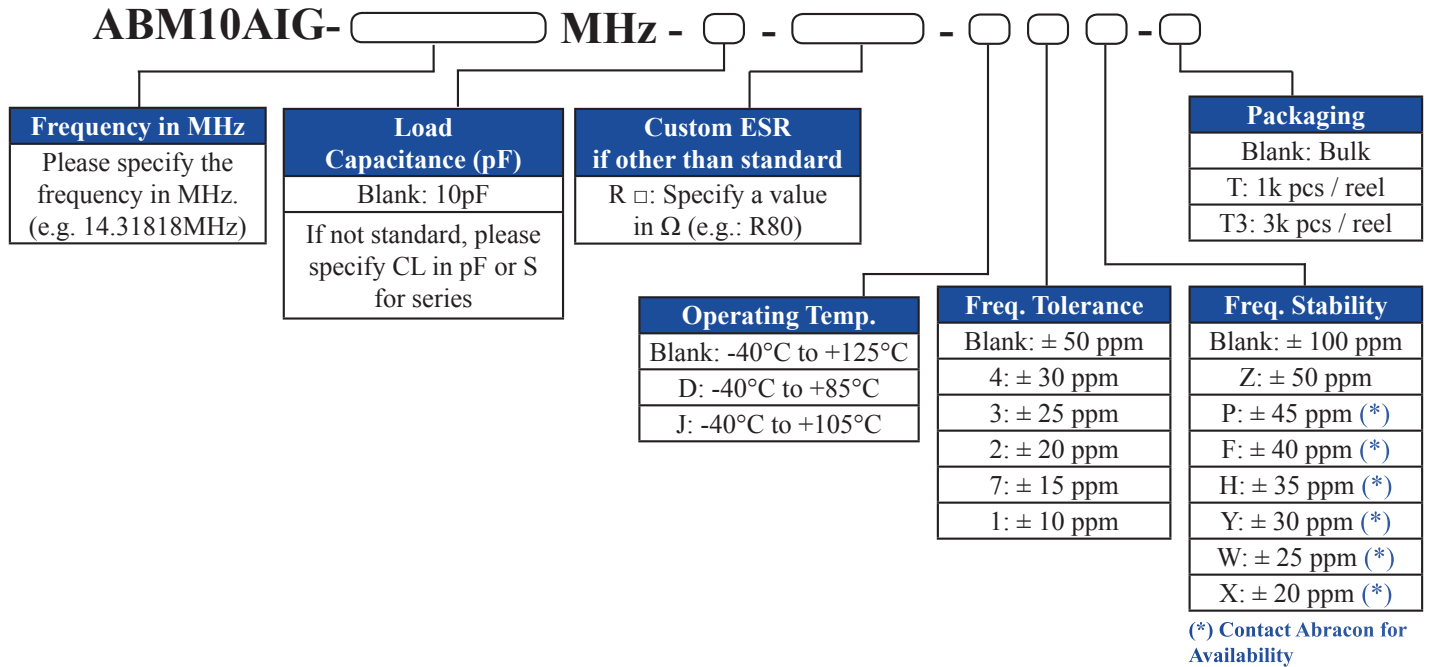 ABM10AIG- MHz - - - -
Frequency in MHz
Please specify the
frequency in MHz.
(e.g. 14.31818MHz)
Load
Capacitance (pF)
Blank: 10pF
If not standard, please
specify CL in pF or S
for series
Custom ESR
if other than standard
R □: Specify a value
in Ω (e.g.: R80)
Packaging
Blank: Bulk
T: 1k pcs / reel
T3: 3k pcs / reel
Operating Temp.
Blank: -40°C to +125°C
D: -40°C to +85°C
J: -40°C to +105°C
Freq. Tolerance
Blank: ± 50 ppm
4: ± 30 ppm
3: ± 25 ppm
2: ± 20 ppm
7: ± 15 ppm
1: ± 10 ppm
Freq. Stability
Blank: ± 100 ppm
Z: ± 50 ppm
P: ± 45 ppm (*)
F: ± 40 ppm (*)
H: ± 35 ppm (*)
Y: ± 30 ppm (*)
W: ± 25 ppm (*)
X: ± 20 ppm (*)
(*) Contact Abracon for
Availability